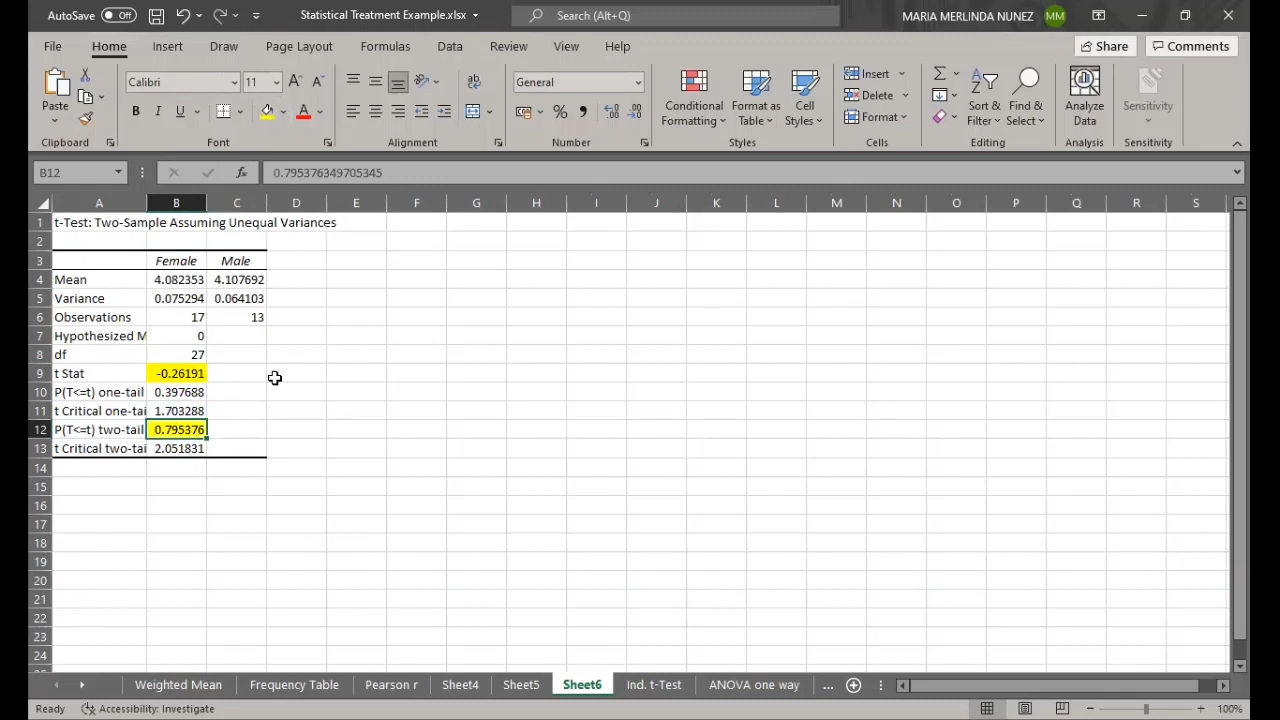 AutoSave Off Statistical Treatment Example.xlsx Search (Alt+Q) MARIA MERLINDA NUNEZ MM
File Home Insert Draw Page Layout Formulas Data Review View Help Share Comments
Paste Calibri 11 General Conditional Formatting Format as Table Cell Styles Insert Delete Format Sort & Filter Find & Select Analyze Data Sensitivity
Clipboard Font Alignment Number Styles Cells Editing Analysis Sensitivity
B12 fx 0.795376349705345
A B C D E F G H I J K L M N O P Q R S
1 t-Test: Two-Sample Assuming Unequal Variances
2
3 Female Male
4 Mean 4.082353 4.107692
5 Variance 0.075294 0.064103
6 Observations 17 13
7 Hypothesized M 0
8 df 27
9 t Stat -0.26191
10 P(T<=t) one-tail 0.397688
11 t Critical one-tai 1.703288
12 P(T<=t) two-tail 0.795376
13 t Critical two-tai 2.051831
14
15
16
17
18
19
20
21
22
23
24
Weighted Mean Frequency Table Pearson r Sheet4 Sheet5 Sheet6 Ind. t-Test ANOVA one way ...
Ready Accessibility: Investigate 100%